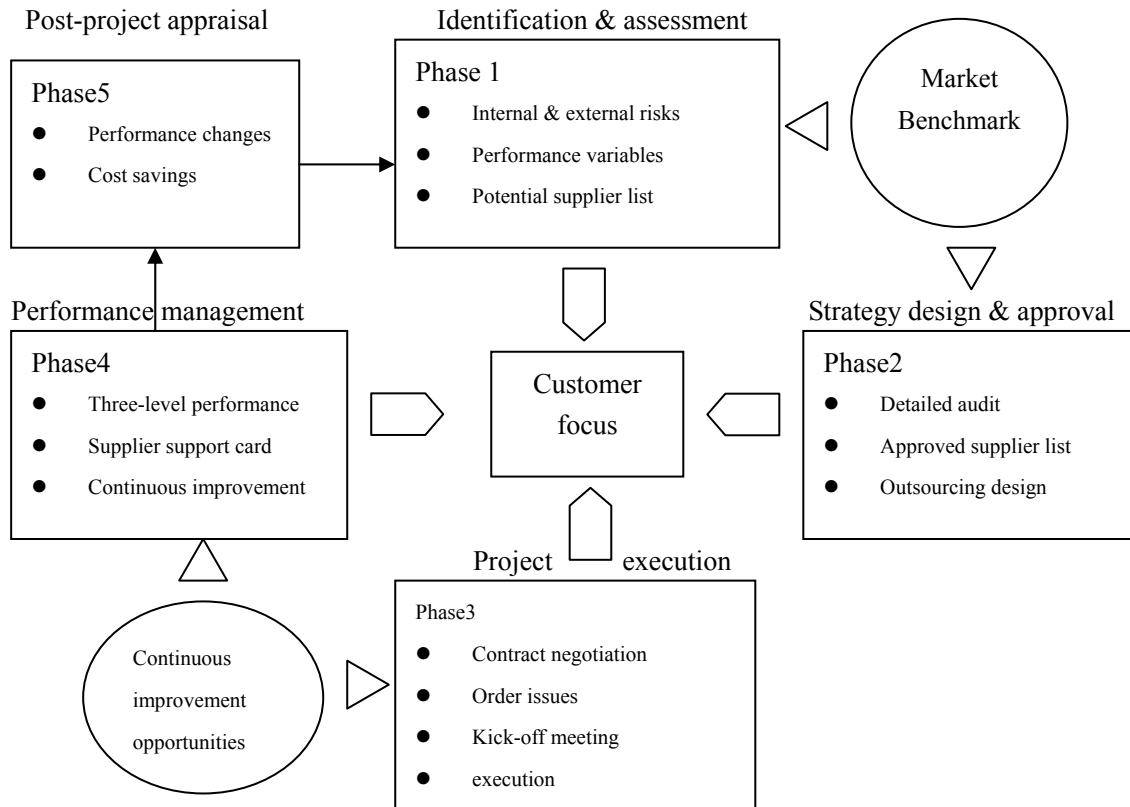 Post-project appraisal
Identification & assessment
Phase5
● Performance changes
● Cost savings
Phase 1
● Internal & external risks
● Performance variables
● Potential supplier list
Market
Benchmark
Performance management
Strategy design & approval
Phase4
● Three-level performance
● Supplier support card
● Continuous improvement
Customer
focus
Phase2
● Detailed audit
● Approved supplier list
● Outsourcing design
Project execution
Continuous
improvement
opportunities
Phase3
● Contract negotiation
● Order issues
● Kick-off meeting
● execution